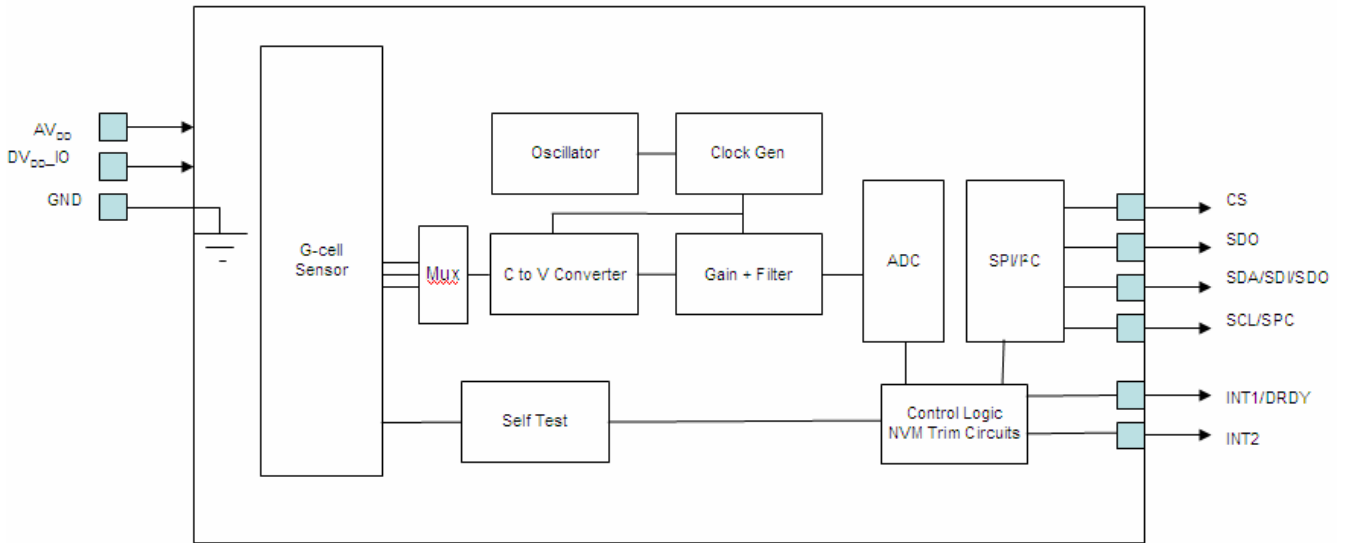 AVDD
DVDD_IO
GND
G-cell
Sensor
Oscillator
Clock Gen
Mux
C to V Converter
Gain + Filter
ADC
SPI/I²C
Self Test
Control Logic
NVM Trim Circuits
CS
SDO
SDA/SDI/SDO
SCL/SPC
INT1/DRDY
INT2